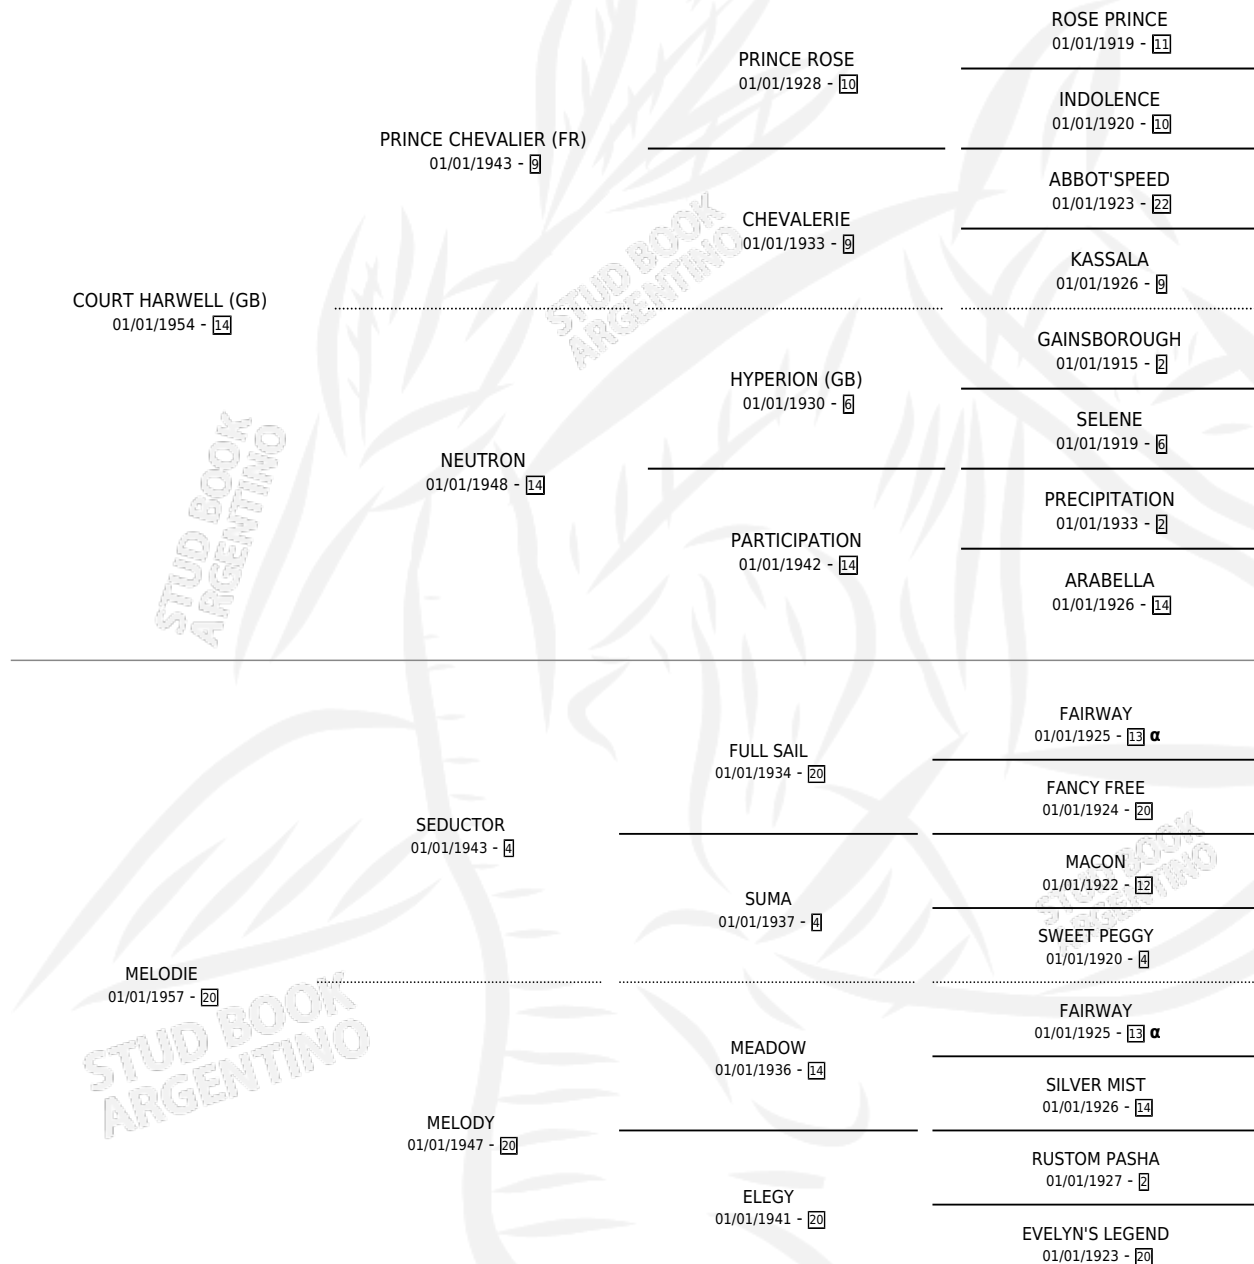 ROSE PRINCE
01/01/1919 - 11
PRINCE ROSE
01/01/1928 - 10
INDOLENCE
01/01/1920 - 10
PRINCE CHEVALIER (FR)
01/01/1943 - 9
ABBOT'SPEED
01/01/1923 - 22
CHEVALERIE
01/01/1933 - 9
KASSALA
01/01/1926 - 9
COURT HARWELL (GB)
01/01/1954 - 14
GAINSBOROUGH
01/01/1915 - 2
HYPERION (GB)
01/01/1930 - 6
SELENE
01/01/1919 - 6
NEUTRON
01/01/1948 - 14
PRECIPITATION
01/01/1933 - 2
PARTICIPATION
01/01/1942 - 14
ARABELLA
01/01/1926 - 14
FAIRWAY
01/01/1925 - 13 α
FULL SAIL
01/01/1934 - 20
FANCY FREE
01/01/1924 - 20
SEDUCTOR
01/01/1943 - 4
MACON
01/01/1922 - 12
SUMA
01/01/1937 - 4
SWEET PEGGY
01/01/1920 - 4
MELODIE
01/01/1957 - 20
FAIRWAY
01/01/1925 - 13 α
MEADOW
01/01/1936 - 14
SILVER MIST
01/01/1926 - 14
MELODY
01/01/1947 - 20
RUSTOM PASHA
01/01/1927 - 2
ELEGY
01/01/1941 - 20
EVELYN'S LEGEND
01/01/1923 - 20
STUD BOOK
ARGENTINO
STUD BOOK
ARGENTINO
STUD BOOK
ARGENTINO
STUD BOOK
ARGENTINO